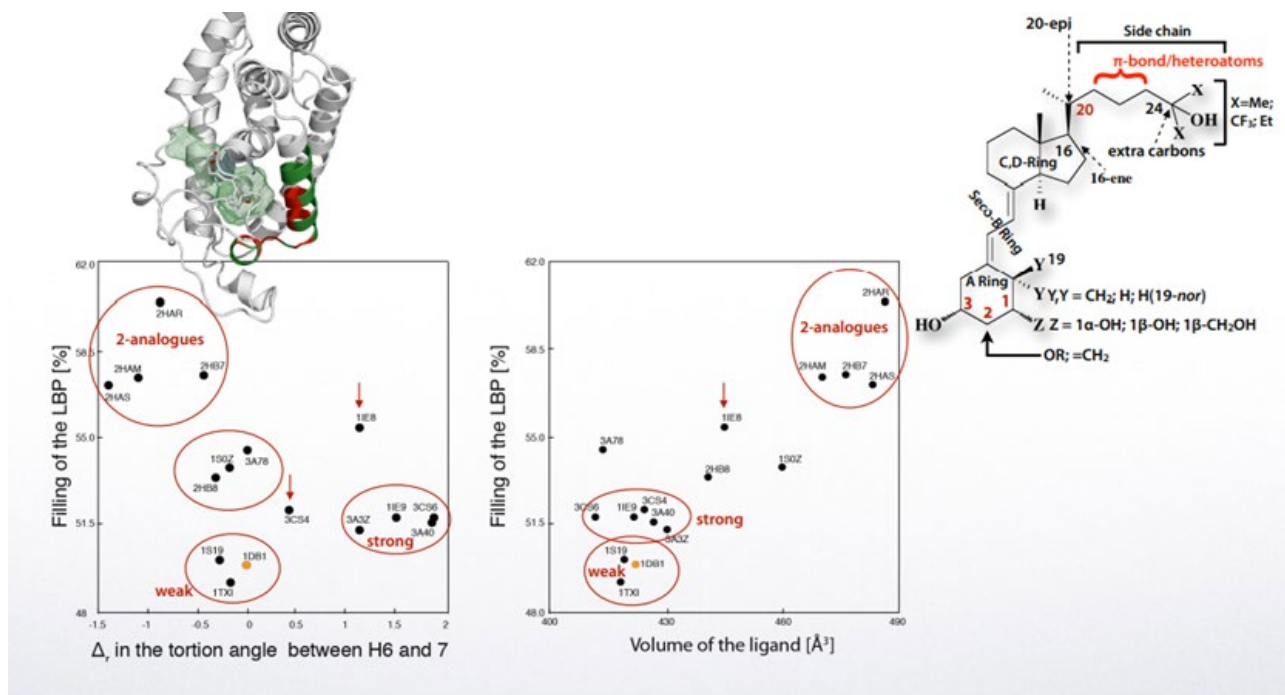 20-epi
Side chain
π-bond/heteroatoms
20
24
X
OH
X
X=Me;
CF₃; Et
extra carbons
16
C,D-Ring
16-ene
H
Seco-B Ring
Y 19
A Ring
Y Y,Y = CH₂; H; H(19-nor)
3
2
1
HO
Z Z = 1α-OH; 1β-OH; 1β-CH₂OH
OR; =CH₂
Filling of the LBP [%]
62.0
58.5
55.0
51.5
48
2HAR
2-analogues
2HAM
2HB7
2HAS
1IE8
1S0Z
3A78
2HB8
3CS4
1IE9
3CS6
3A3Z
3A40
strong
1S19
1DB1
weak
1TXI
-1.5
-1
-0.5
0
0.5
1
1.5
2
Δr in the tortion angle between H6 and 7
Filling of the LBP [%]
62.0
58.5
55.0
51.5
48.0
2HAR
2-analogues
2HAM
2HB7
2HAS
1IE8
3A78
2HB8
1S0Z
3CS6
1IE9
3CS4
3A40
strong
3A3Z
1S19
weak
1DB1
1TXI
400
430
460
490
Volume of the ligand [Å³]